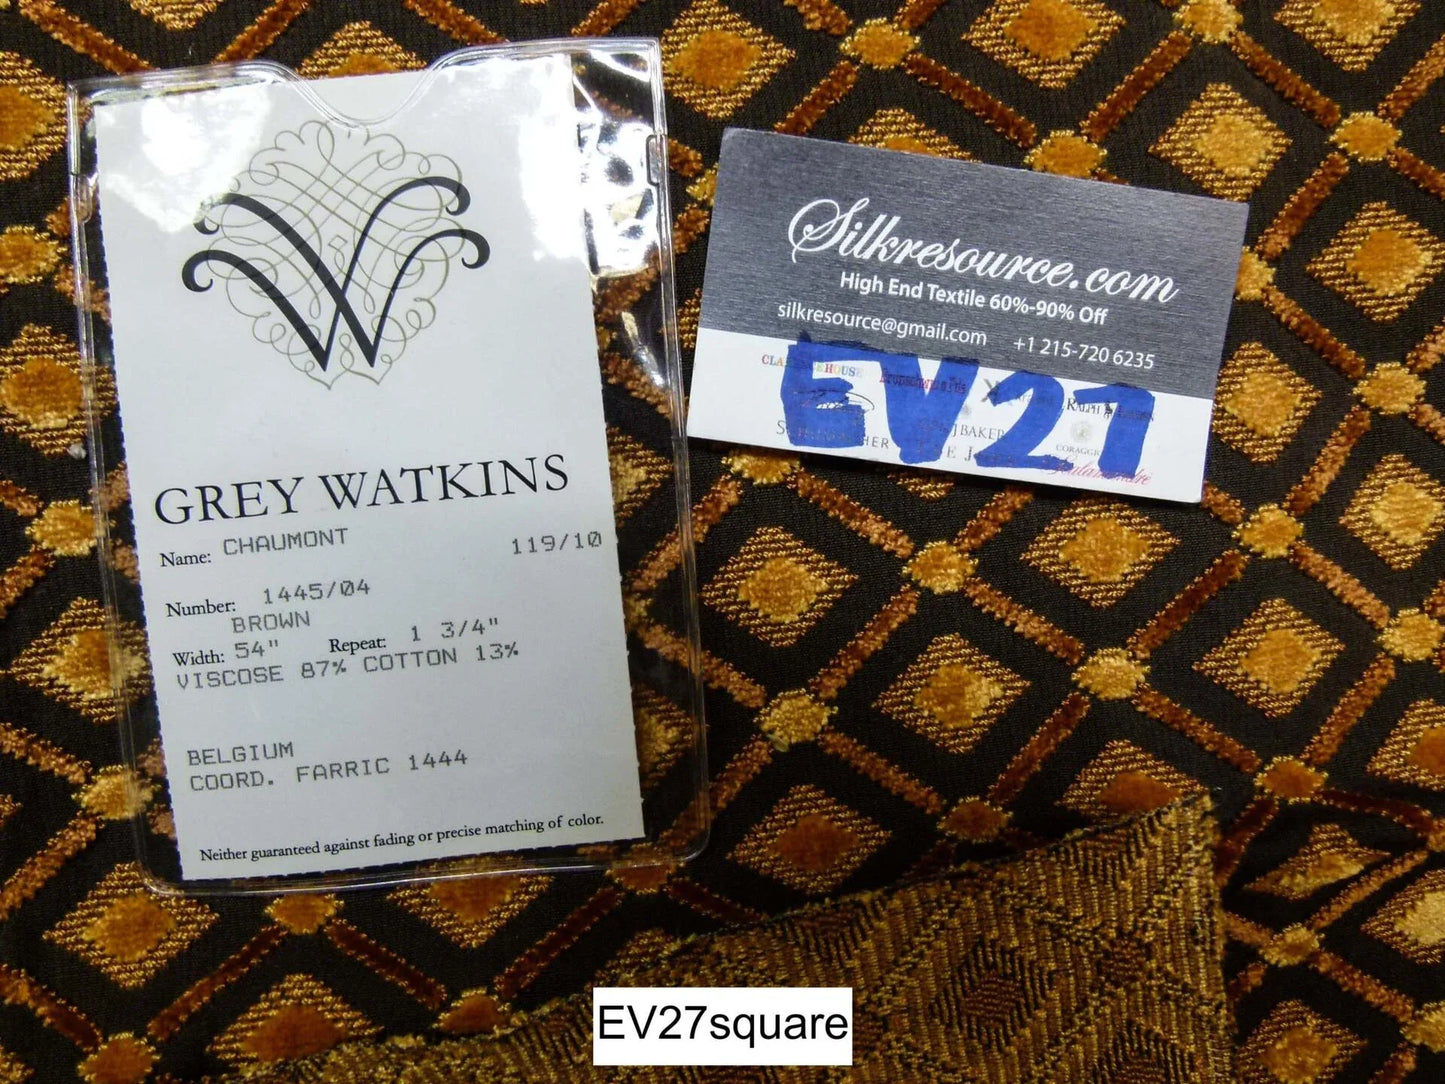 W
GREY WATKINS
Name: CHAUMONT
119/10
Number: 1445/04
BROWN
Width: 54" Repeat: 1 3/4"
VISCOSE 87% COTTON 13%
BELGIUM
COORD. FARRIC 1444
Neither guaranteed against fading or precise matching of color.
Silkresource.com
High End Textile 60%-90% Off
silkresource@gmail.com +1 215-720 6235
EV27
RALPH
JBAKER
EV27square